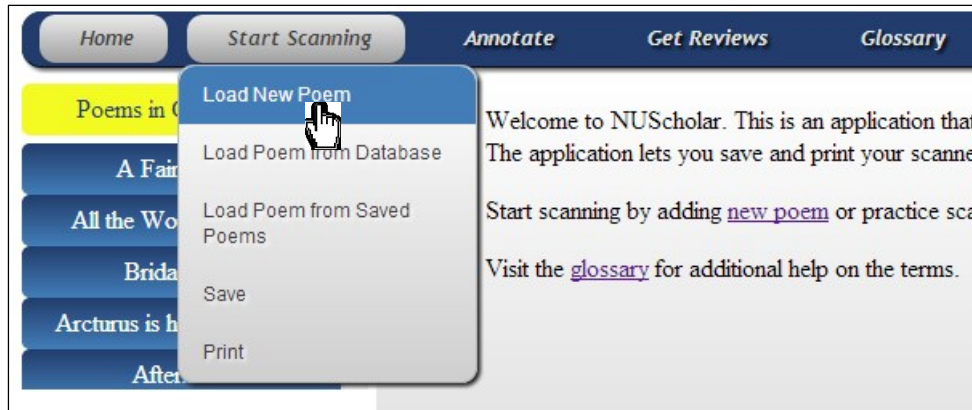 Home Start Scanning Annotate Get Reviews Glossary
Poems in
Load New Poem
Load Poem from Database
Load Poem from Saved
Poems
Save
Print
A Fair
All the Wo
Brida
Arcturus is h
After
Welcome to NUScholar. This is an application that
The application lets you save and print your scanne
Start scanning by adding new poem or practice sca
Visit the glossary for additional help on the terms.